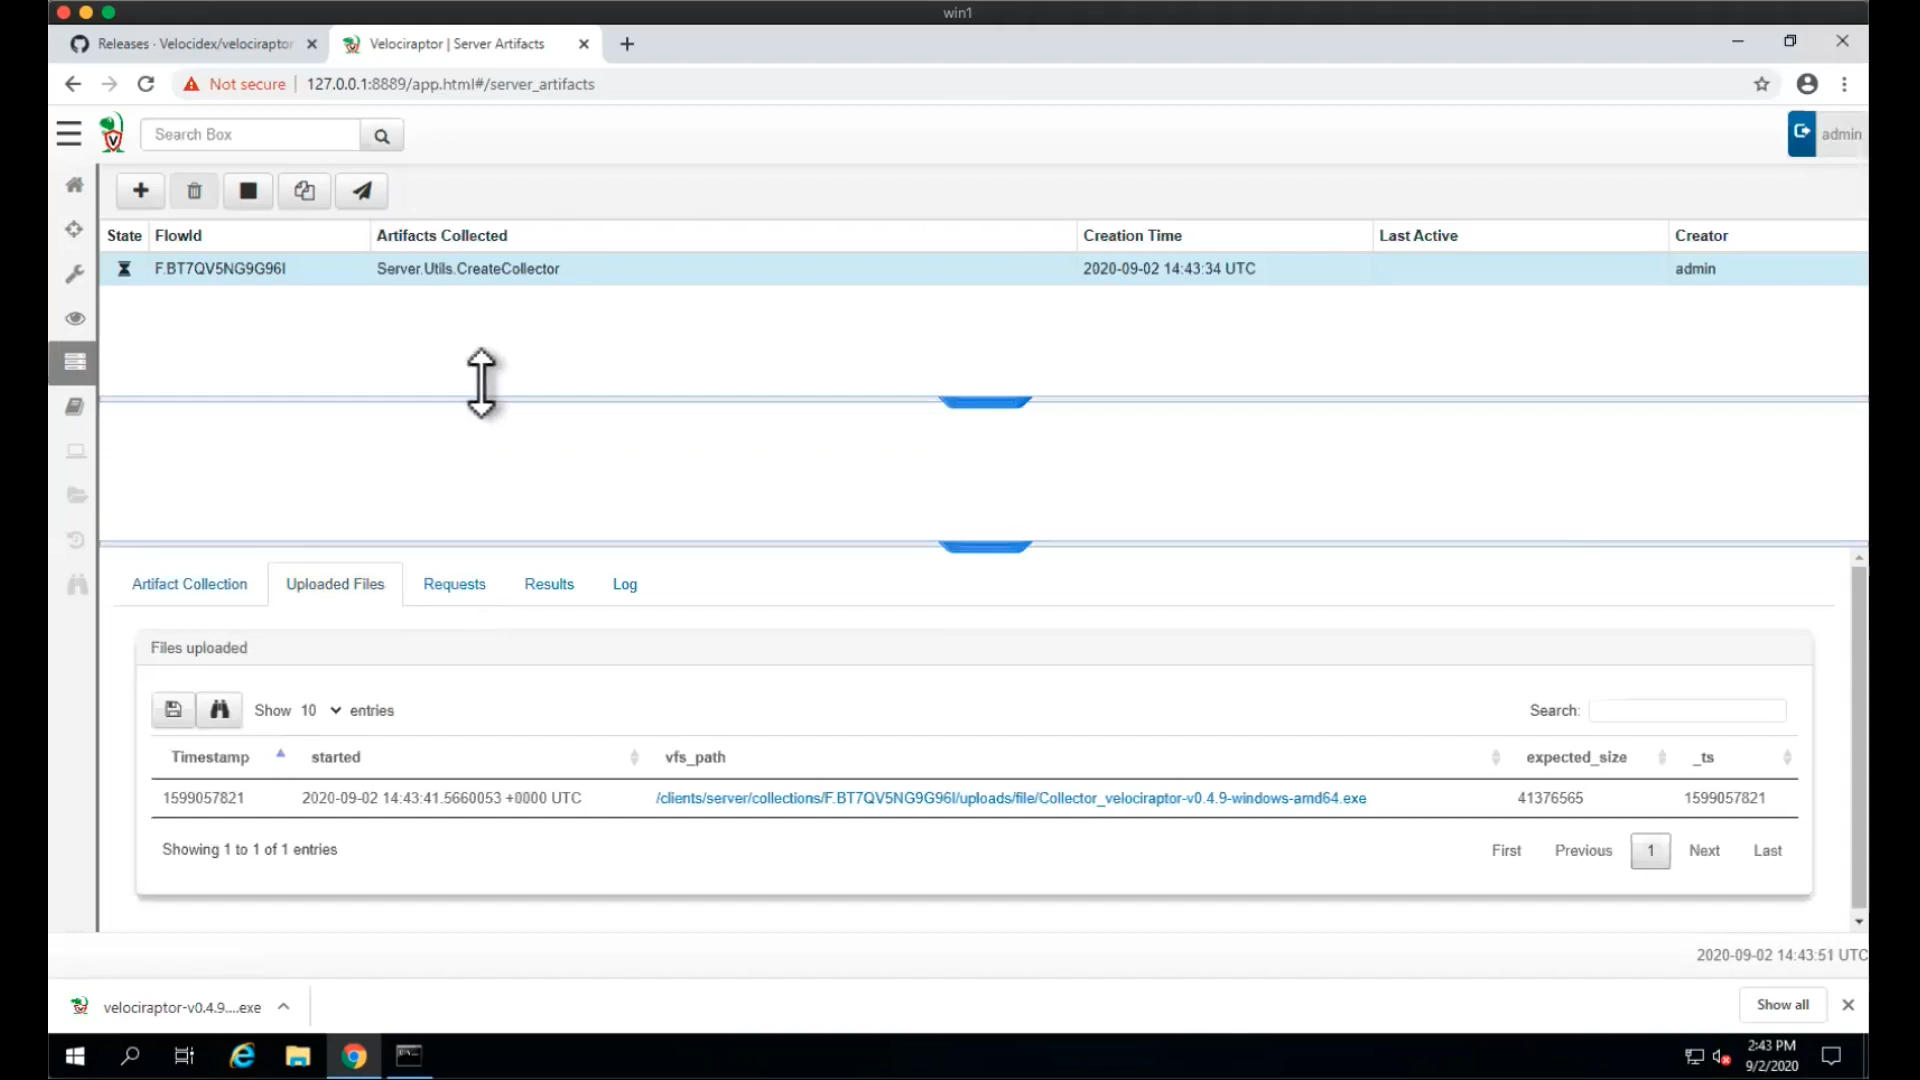 win1
Releases · Velocidex/velociraptor
Velociraptor | Server Artifacts
Not secure
127.0.0.1:8889/app.html#/server_artifacts
Search Box
admin
State FlowId Artifacts Collected Creation Time Last Active Creator
F.BT7QV5NG9G96I Server.Utils.CreateCollector 2020-09-02 14:43:34 UTC admin
Artifact Collection Uploaded Files Requests Results Log
Files uploaded
Show 10 entries Search:
Timestamp started vfs_path expected_size _ts
1599057821 2020-09-02 14:43:41.5660053 +0000 UTC /clients/server/collections/F.BT7QV5NG9G96I/uploads/file/Collector_velociraptor-v0.4.9-windows-amd64.exe 41376565 1599057821
Showing 1 to 1 of 1 entries First Previous 1 Next Last
2020-09-02 14:43:51 UTC
velociraptor-v0.4.9....exe Show all
2:43 PM
9/2/2020